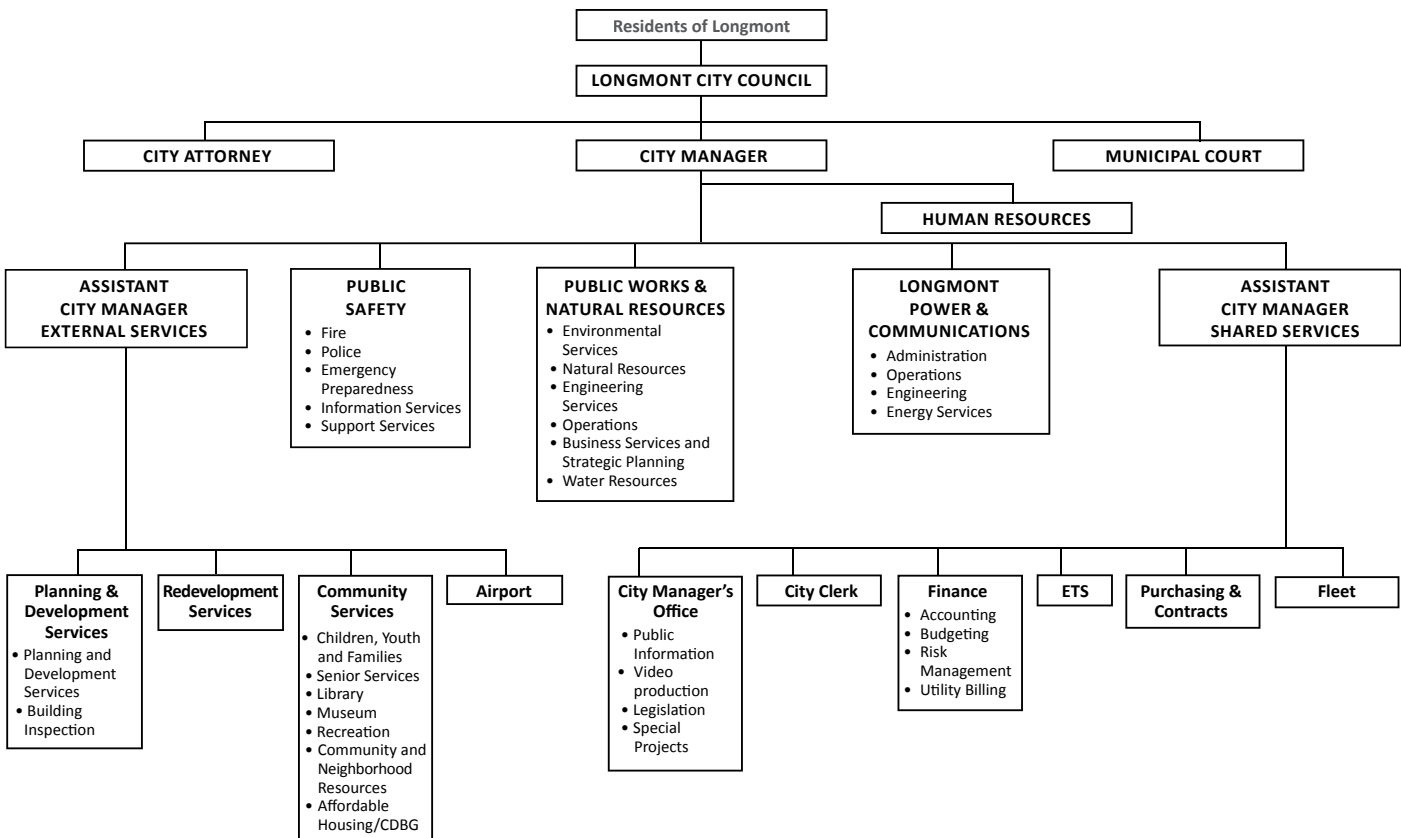 Residents of Longmont
LONGMONT CITY COUNCIL
CITY ATTORNEY
CITY MANAGER
MUNICIPAL COURT
HUMAN RESOURCES
ASSISTANT
CITY MANAGER
EXTERNAL SERVICES
PUBLIC
SAFETY
• Fire
• Police
• Emergency
Preparedness
• Information Services
• Support Services
PUBLIC WORKS &
NATURAL RESOURCES
• Environmental
Services
• Natural Resources
• Engineering
Services
• Operations
• Business Services and
Strategic Planning
• Water Resources
LONGMONT
POWER &
COMMUNICATIONS
• Administration
• Operations
• Engineering
• Energy Services
ASSISTANT
CITY MANAGER
SHARED SERVICES
Planning &
Development
Services
• Planning and
Development
Services
• Building
Inspection
Redevelopment
Services
Community
Services
• Children, Youth
and Families
• Senior Services
• Library
• Museum
• Recreation
• Community and
Neighborhood
Resources
• Affordable
Housing/CDBG
Airport
City Manager's
Office
• Public
Information
• Video
production
• Legislation
• Special
Projects
City Clerk
Finance
• Accounting
• Budgeting
• Risk
Management
• Utility Billing
ETS
Purchasing &
Contracts
Fleet